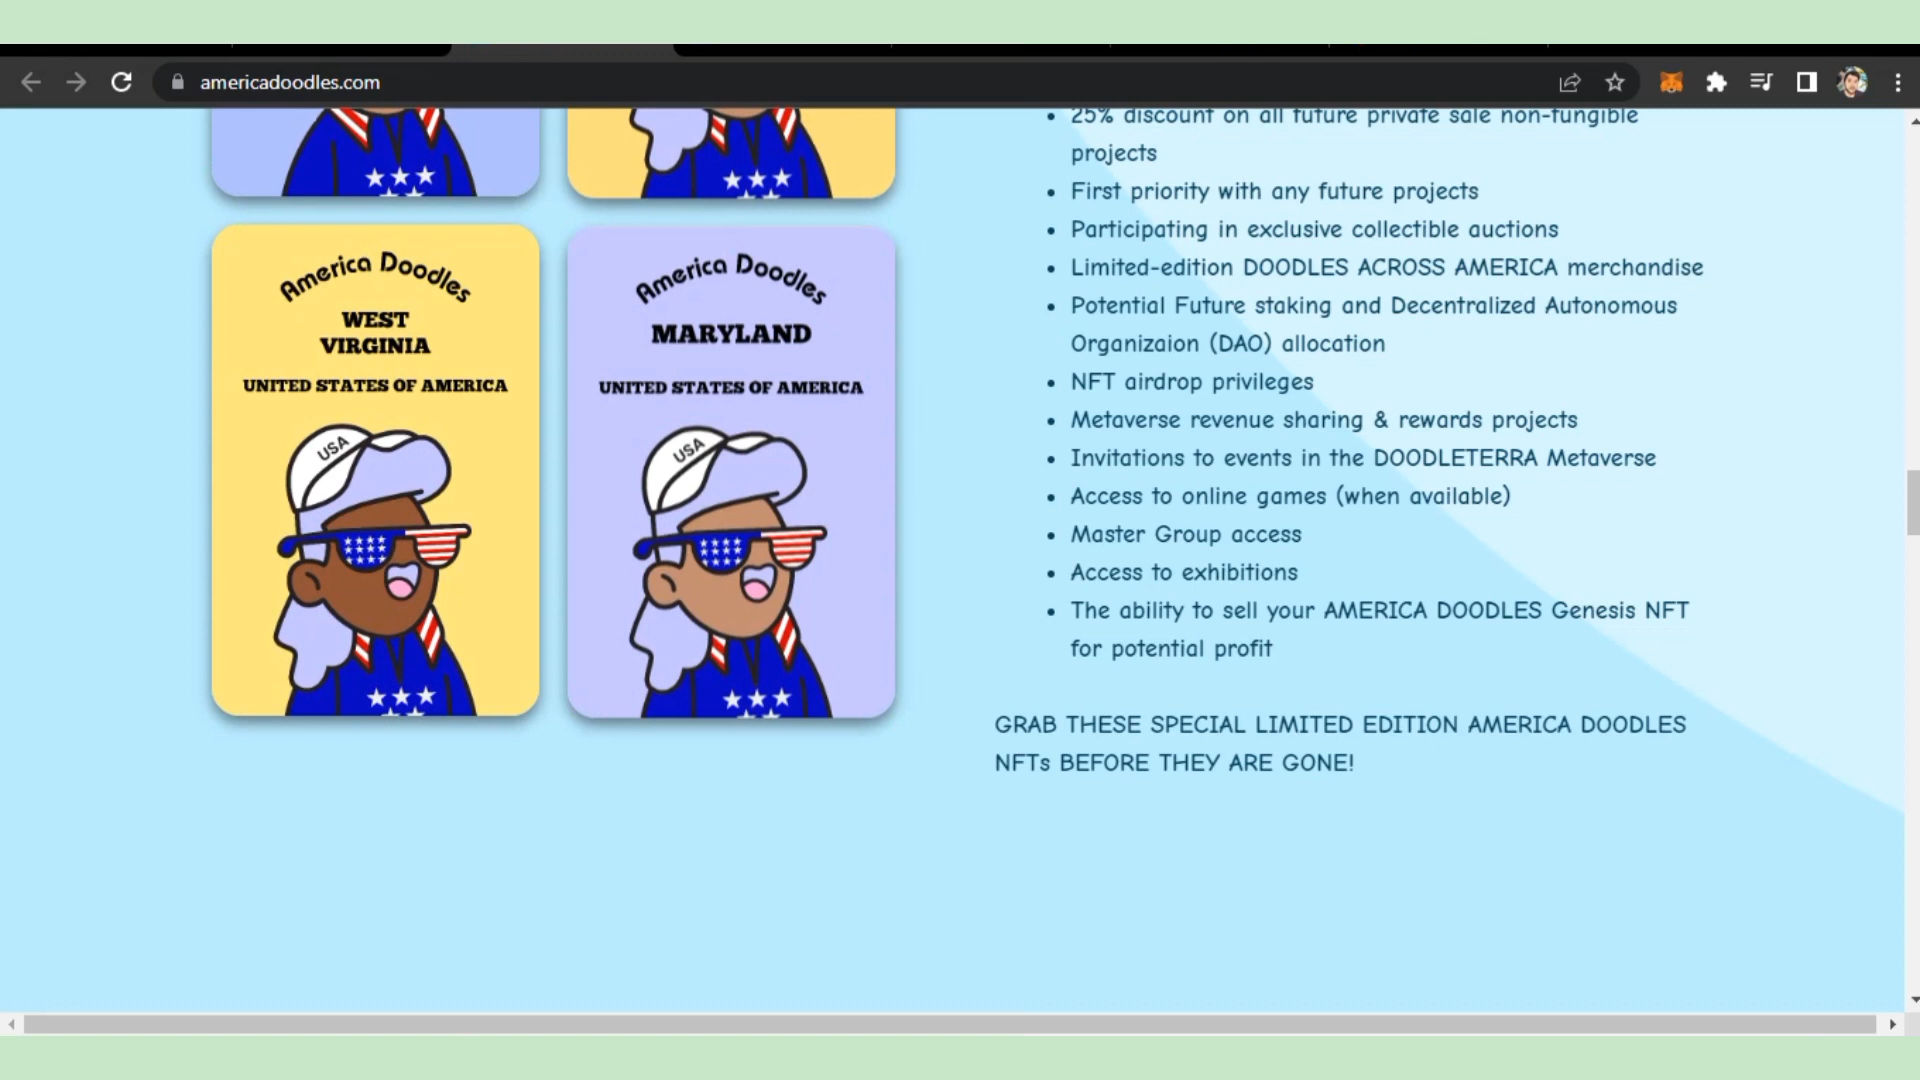 americadoodles.com
25% discount on all future private sale non-fungible
projects
First priority with any future projects
Participating in exclusive collectible auctions
Limited-edition DOODLES ACROSS AMERICA merchandise
Potential Future staking and Decentralized Autonomous
Organizaion (DAO) allocation
NFT airdrop privileges
Metaverse revenue sharing & rewards projects
Invitations to events in the DOODLETERRA Metaverse
Access to online games (when available)
Master Group access
Access to exhibitions
The ability to sell your AMERICA DOODLES Genesis NFT
for potential profit
GRAB THESE SPECIAL LIMITED EDITION AMERICA DOODLES
NFTs BEFORE THEY ARE GONE!
America Doodles
WEST
VIRGINIA
UNITED STATES OF AMERICA
USA
America Doodles
MARYLAND
UNITED STATES OF AMERICA
USA